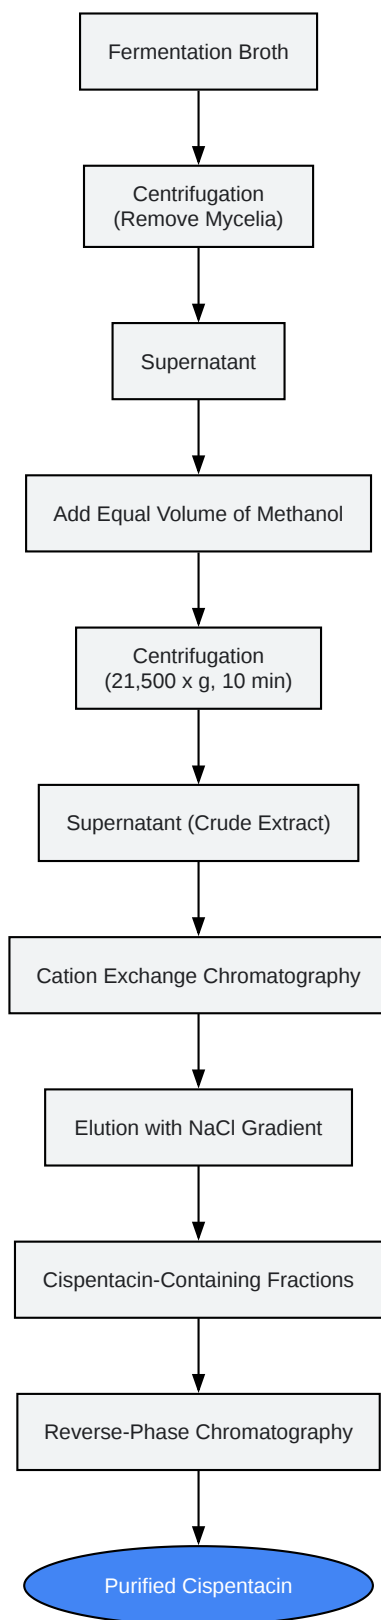 Fermentation Broth
Centrifugation
(Remove Mycelia)
Supernatant
Add Equal Volume of Methanol
Centrifugation
(21,500 x g, 10 min)
Supernatant (Crude Extract)
Cation Exchange Chromatography
Elution with NaCl Gradient
Cispentacin-Containing Fractions
Reverse-Phase Chromatography
Purified Cispentacin